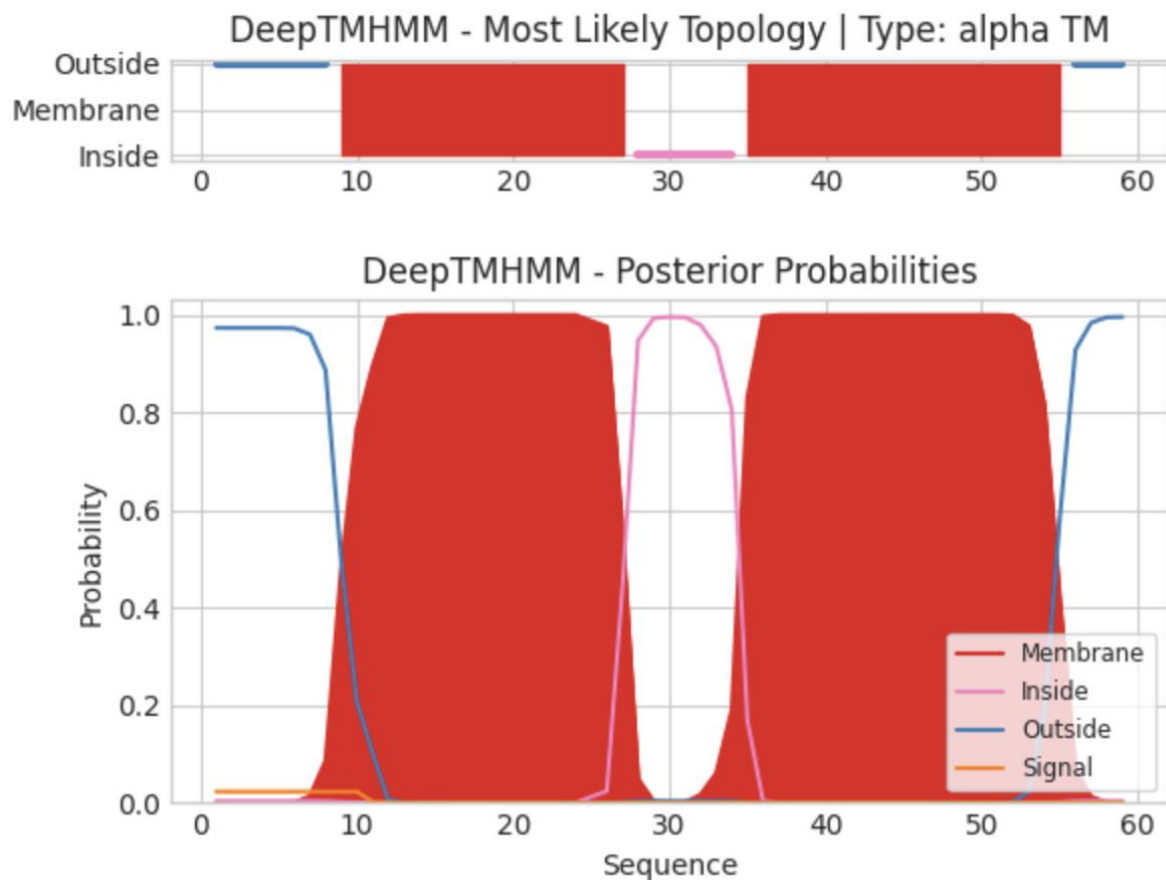 DeepTMHMM - Most Likely Topology | Type: alpha TM
Outside
Membrane
Inside
0 10 20 30 40 50 60
DeepTMHMM - Posterior Probabilities
1.0
0.8
0.6
0.4
0.2
0.0
Probability
Membrane
Inside
Outside
Signal
0 10 20 30 40 50 60
Sequence